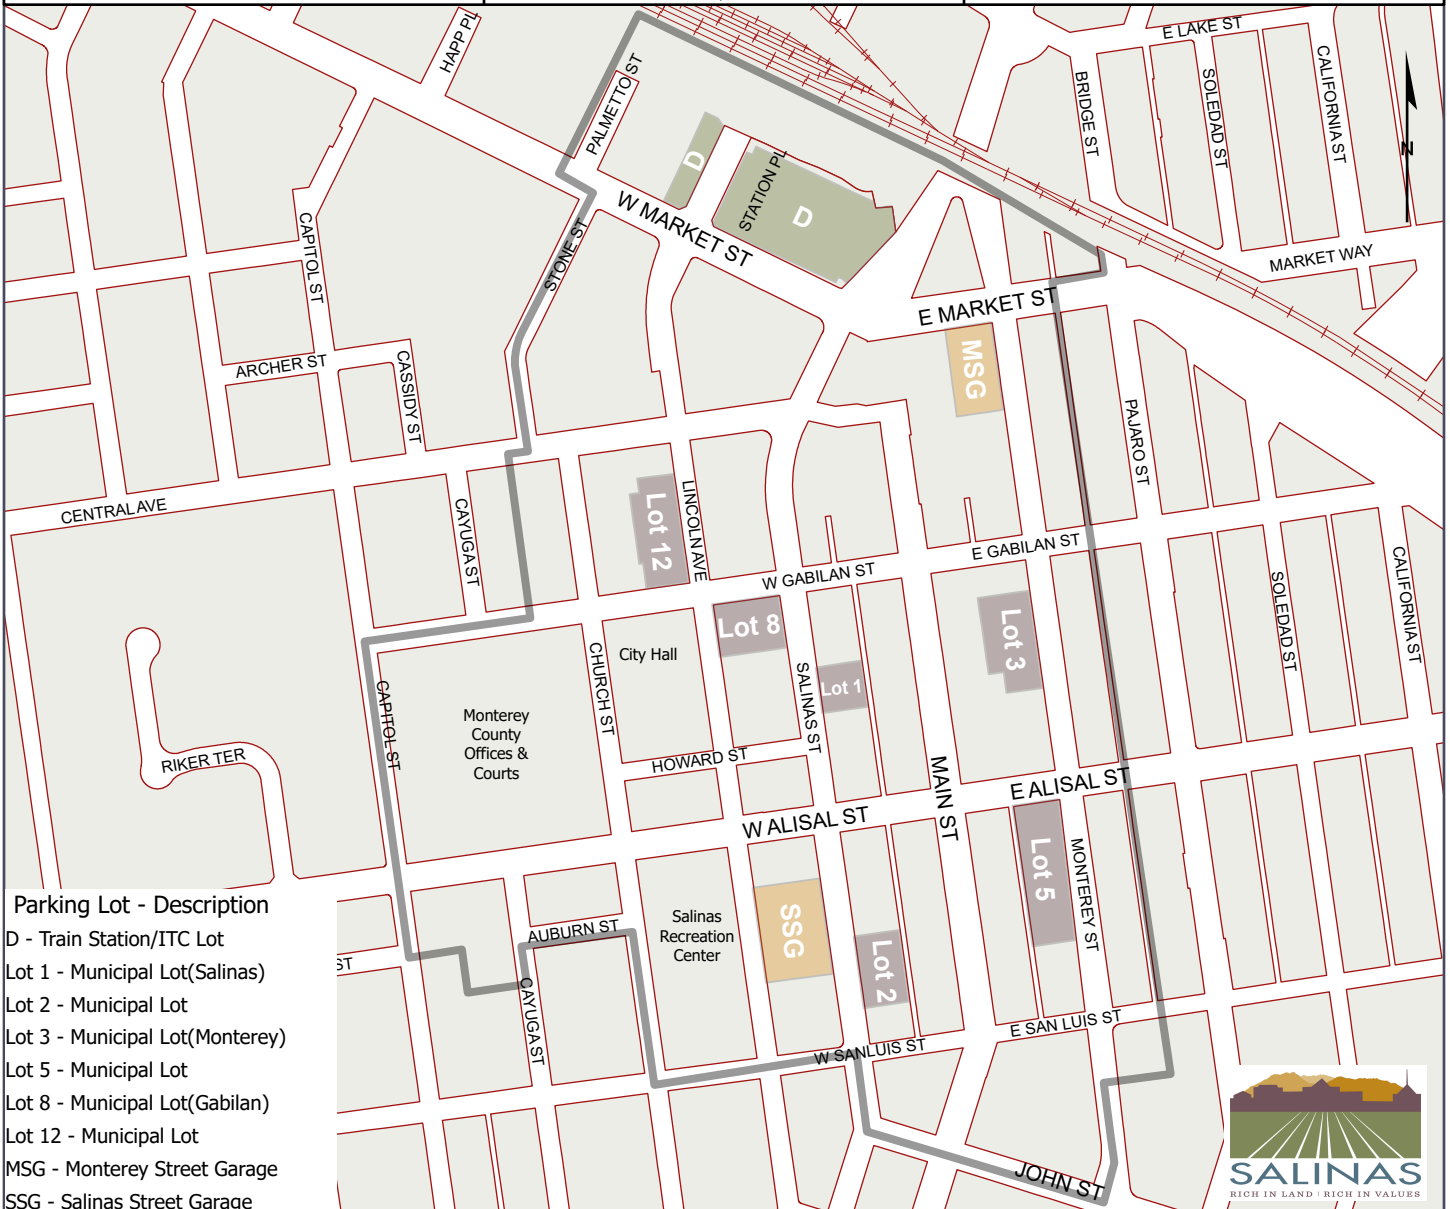 HAPP PL
PALMETTO ST
E LAKE ST
BRIDGE ST
SOLEDAD ST
CALIFORNIA ST
N
D
STATION PL
D
W MARKET ST
STONE ST
CAPITOL ST
MARKET WAY
E MARKET ST
MSG
ARCHER ST
CASSIDY ST
PAJARO ST
CENTRAL AVE
CAYUGA ST
Lot 12
LINCOLN AVE
E GABILAN ST
W GABILAN ST
SOLEDAD ST
CALIFORNIA ST
Lot 8
Lot 3
City Hall
CHURCH ST
SALINAS ST
Lot 1
CAPITOL ST
Monterey
County
Offices &
Courts
RIKER TER
HOWARD ST
MAIN ST
E ALISAL ST
W ALISAL ST
Lot 5
MONTEREY ST
Salinas
Recreation
Center
SSG
Lot 2
AUBURN ST
ST
CAYUGA ST
E SAN LUIS ST
W SANLUIS ST
JOHN ST
Parking Lot - Description
D - Train Station/ITC Lot
Lot 1 - Municipal Lot(Salinas)
Lot 2 - Municipal Lot
Lot 3 - Municipal Lot(Monterey)
Lot 5 - Municipal Lot
Lot 8 - Municipal Lot(Gabilan)
Lot 12 - Municipal Lot
MSG - Monterey Street Garage
SSG - Salinas Street Garage
SALINAS
RICH IN LAND | RICH IN VALUES